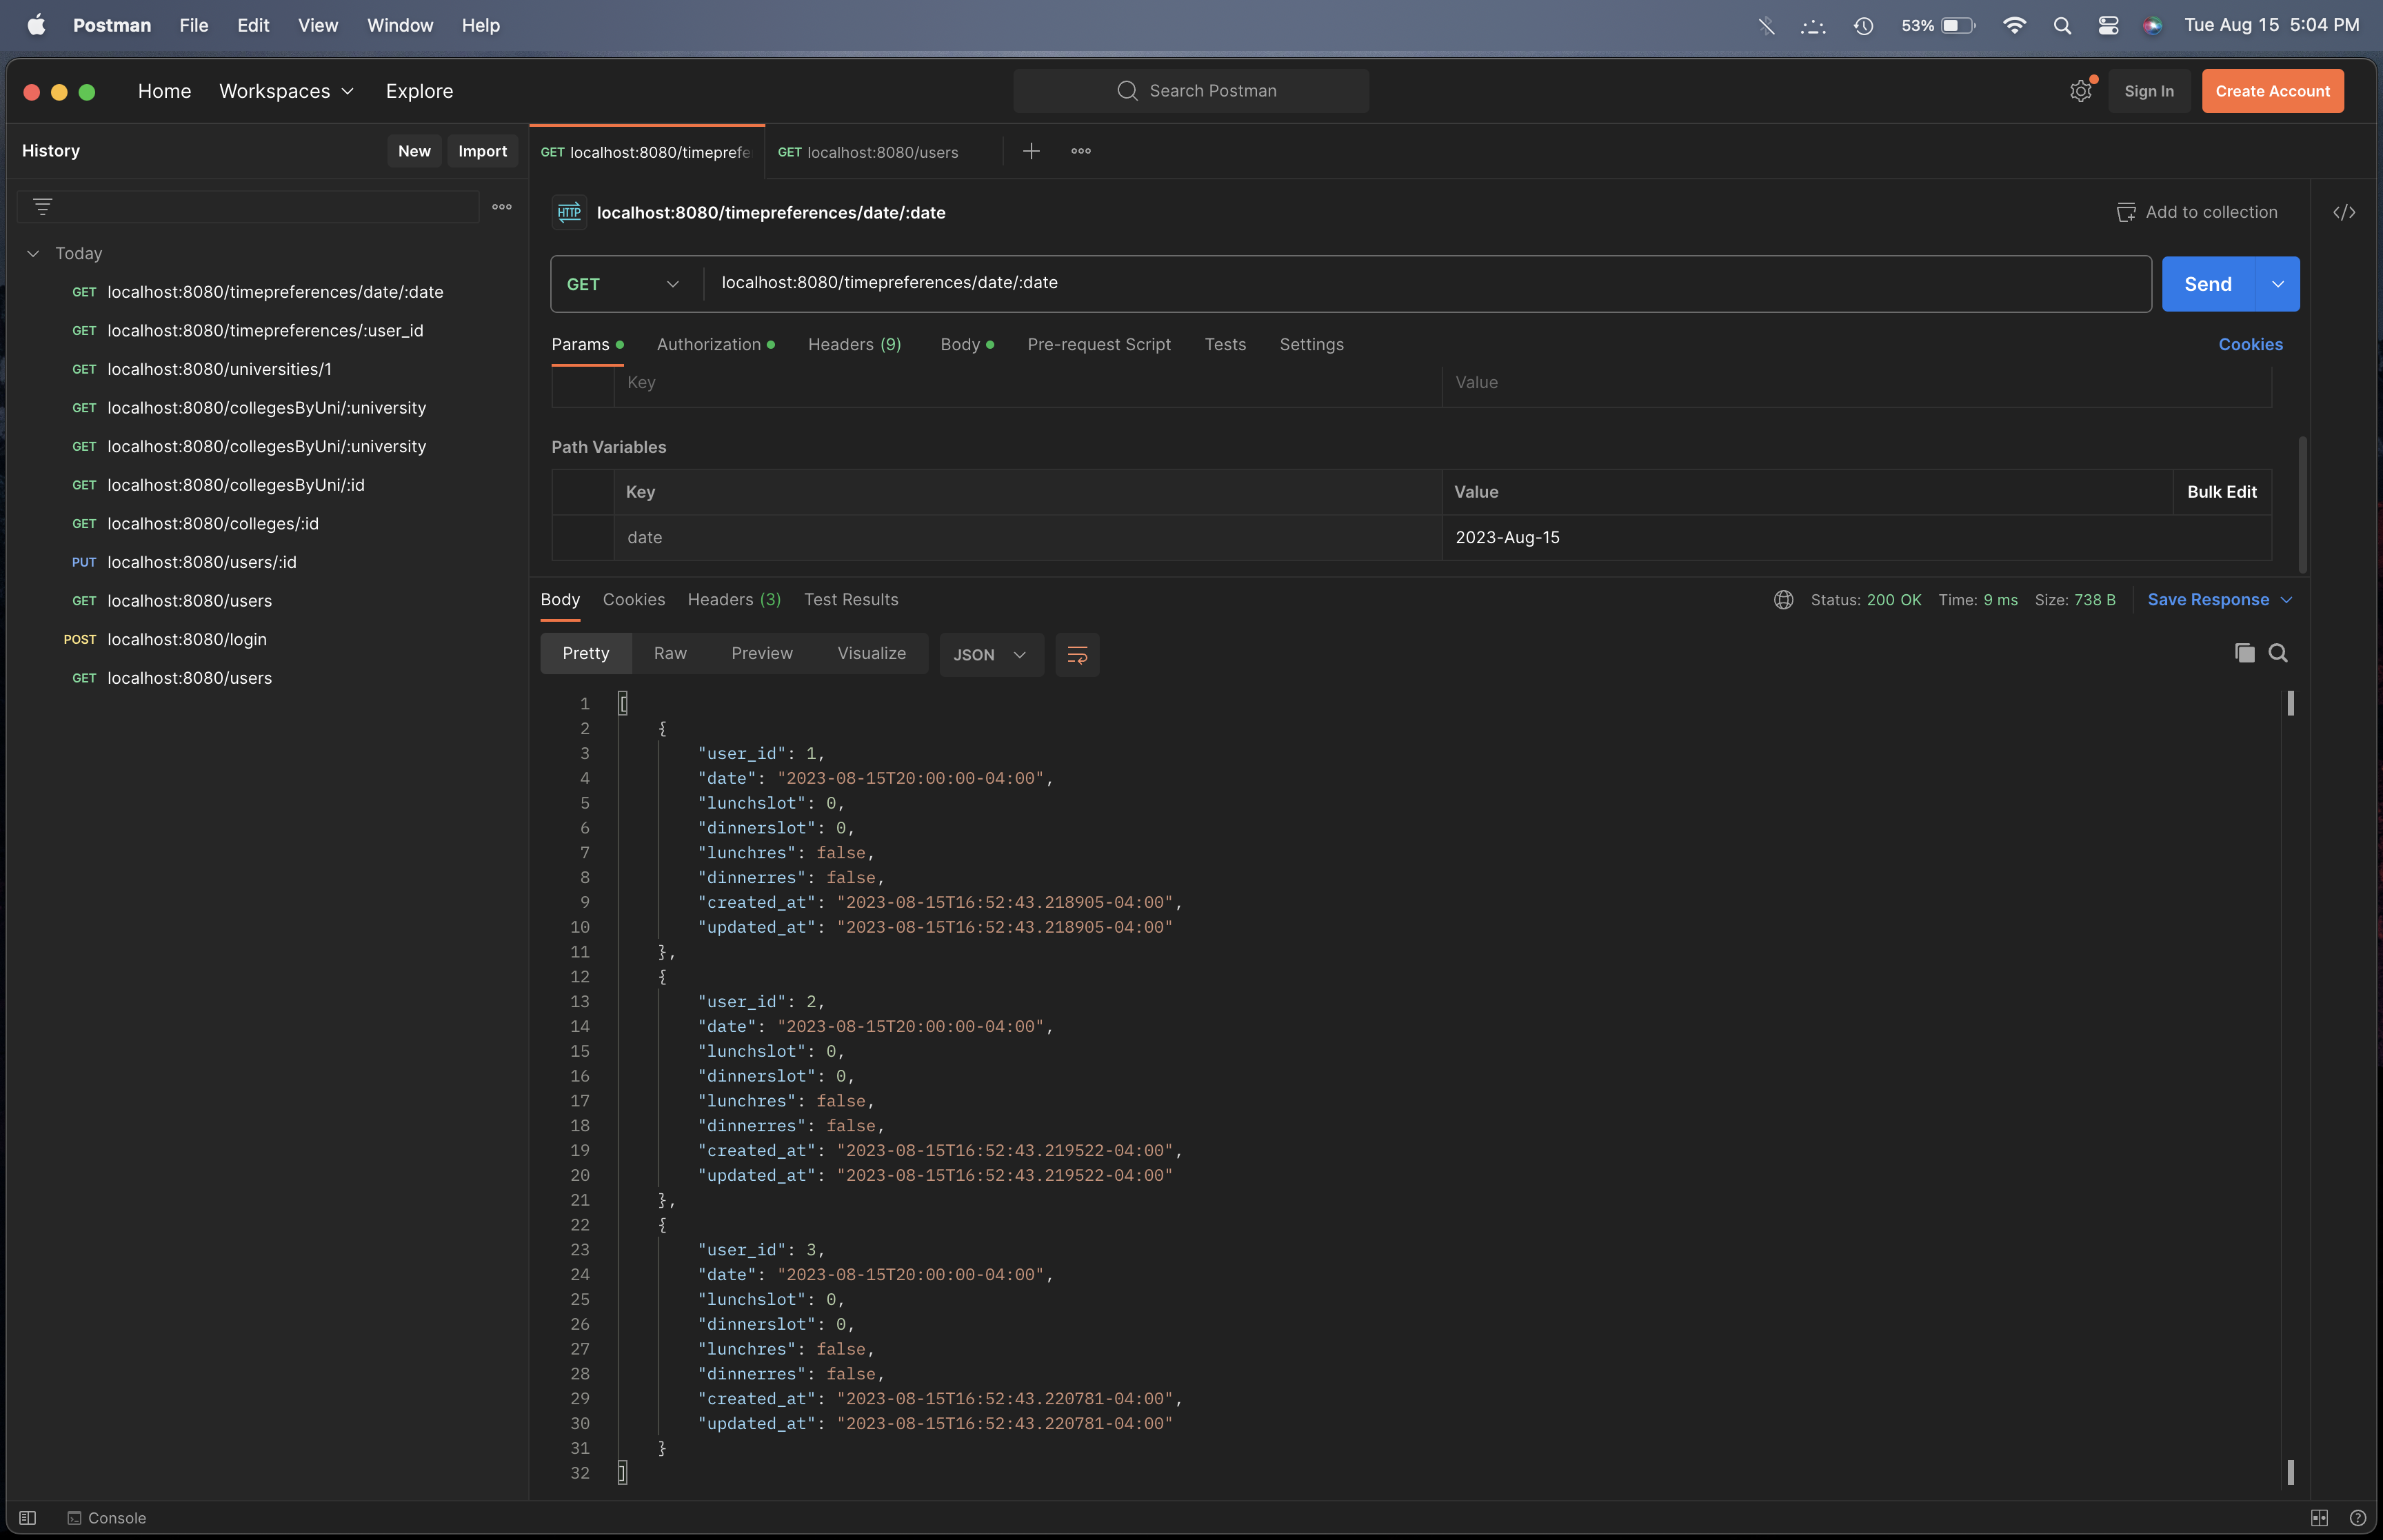 Postman File Edit View Window Help 53% Tue Aug 15 5:04 PM
Home Workspaces Explore Search Postman Sign In Create Account
History New Import
GET localhost:8080/timeprefe GET localhost:8080/users
HTTP localhost:8080/timepreferences/date/:date Add to collection </>
Today
GET localhost:8080/timepreferences/date/:date
GET localhost:8080/timepreferences/:user_id
GET localhost:8080/universities/1
GET localhost:8080/collegesByUni/:university
GET localhost:8080/collegesByUni/:university
GET localhost:8080/collegesByUni/:id
GET localhost:8080/colleges/:id
PUT localhost:8080/users/:id
GET localhost:8080/users
POST localhost:8080/login
GET localhost:8080/users
GET localhost:8080/timepreferences/date/:date Send
Params Authorization Headers (9) Body Pre-request Script Tests Settings Cookies
Key Value
Path Variables
Key Value Bulk Edit
date 2023-Aug-15
Body Cookies Headers (3) Test Results Status: 200 OK Time: 9 ms Size: 738 B Save Response
Pretty Raw Preview Visualize JSON
1 [
2 {
3 "user_id": 1,
4 "date": "2023-08-15T20:00:00-04:00",
5 "lunchslot": 0,
6 "dinnerslot": 0,
7 "lunchres": false,
8 "dinnerres": false,
9 "created_at": "2023-08-15T16:52:43.218905-04:00",
10 "updated_at": "2023-08-15T16:52:43.218905-04:00"
11 },
12 {
13 "user_id": 2,
14 "date": "2023-08-15T20:00:00-04:00",
15 "lunchslot": 0,
16 "dinnerslot": 0,
17 "lunchres": false,
18 "dinnerres": false,
19 "created_at": "2023-08-15T16:52:43.219522-04:00",
20 "updated_at": "2023-08-15T16:52:43.219522-04:00"
21 },
22 {
23 "user_id": 3,
24 "date": "2023-08-15T20:00:00-04:00",
25 "lunchslot": 0,
26 "dinnerslot": 0,
27 "lunchres": false,
28 "dinnerres": false,
29 "created_at": "2023-08-15T16:52:43.220781-04:00",
30 "updated_at": "2023-08-15T16:52:43.220781-04:00"
31 }
32 ]
Console